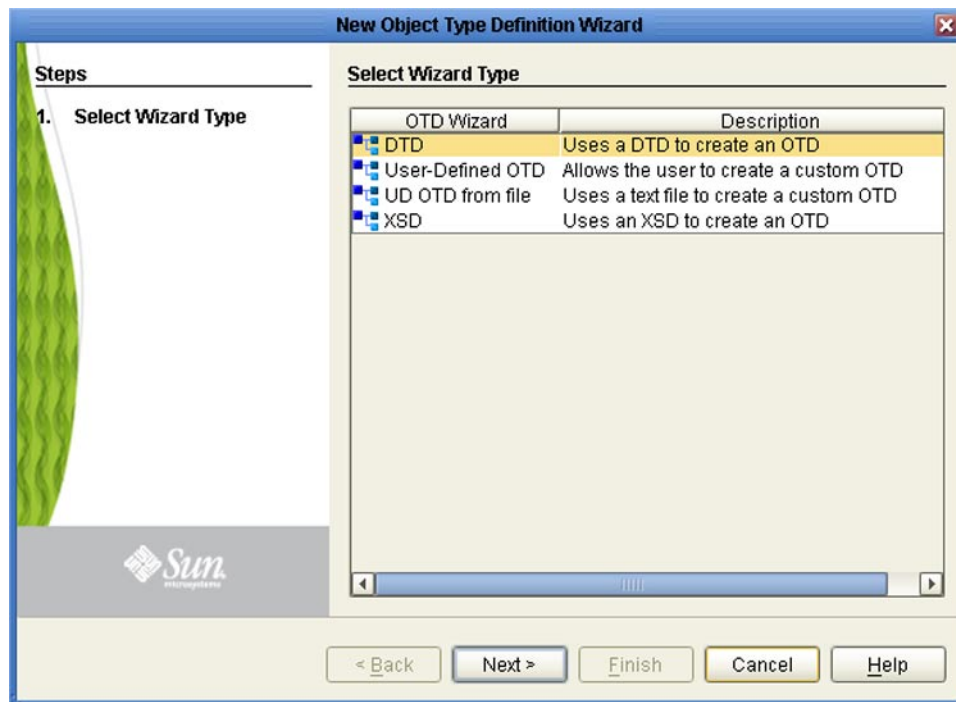 New Object Type Definition Wizard
Steps
1. Select Wizard Type
Select Wizard Type
OTD Wizard Description
DTD Uses a DTD to create an OTD
User-Defined OTD Allows the user to create a custom OTD
UD OTD from file Uses a text file to create a custom OTD
XSD Uses an XSD to create an OTD
Sun
microsystems
< Back Next > Finish Cancel Help